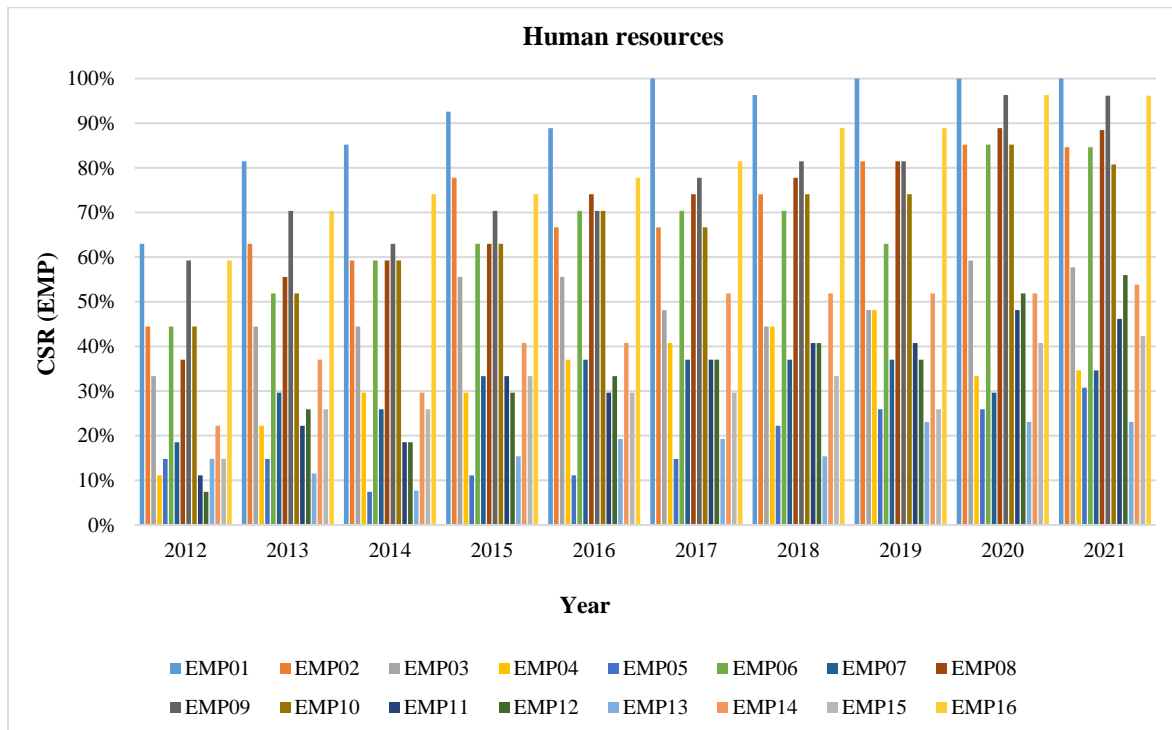 Human resources
100%
90%
80%
70%
60%
50%
40%
30%
20%
10%
0%
CSR (EMP)
2012 2013 2014 2015 2016 2017 2018 2019 2020 2021
Year
EMP01 EMP02 EMP03 EMP04 EMP05 EMP06 EMP07 EMP08
EMP09 EMP10 EMP11 EMP12 EMP13 EMP14 EMP15 EMP16